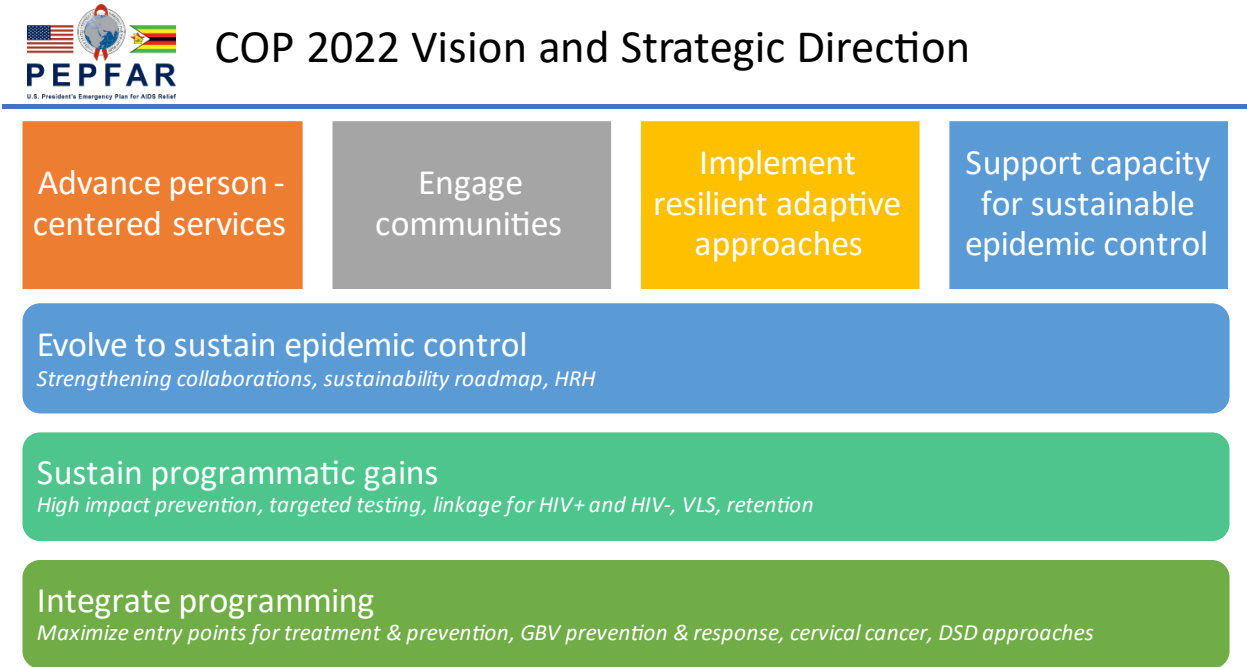 PEPFAR
U.S. President's Emergency Plan for AIDS Relief
COP 2022 Vision and Strategic Direction
Advance person -
centered services
Engage
communities
Implement
resilient adaptive
approaches
Support capacity
for sustainable
epidemic control
Evolve to sustain epidemic control
Strengthening collaborations, sustainability roadmap, HRH
Sustain programmatic gains
High impact prevention, targeted testing, linkage for HIV+ and HIV-, VLS, retention
Integrate programming
Maximize entry points for treatment & prevention, GBV prevention & response, cervical cancer, DSD approaches